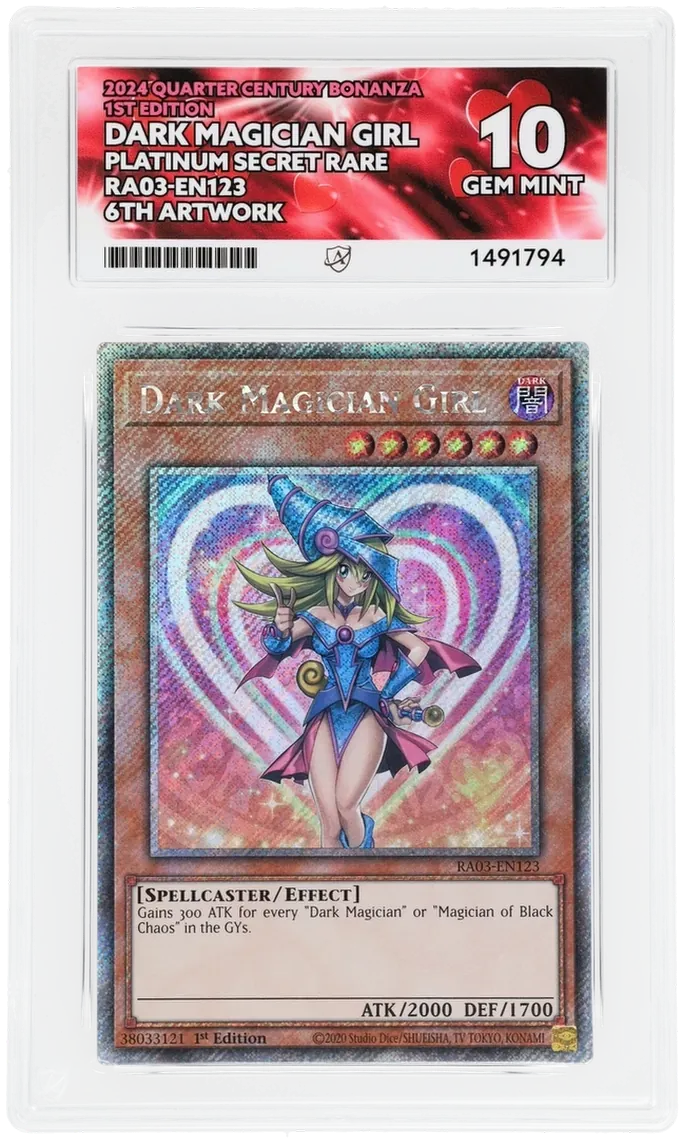 2024 QUARTER CENTURY BONANZA
1ST EDITION
DARK MAGICIAN GIRL
PLATINUM SECRET RARE
RA03-EN123
6TH ARTWORK
10
GEM MINT
1491794
DARK MAGICIAN GIRL
DARK
闇
RA03-EN123
[SPELLCASTER/EFFECT]
Gains 300 ATK for every "Dark Magician" or "Magician of Black
Chaos" in the GYs.
ATK/2000 DEF/1700
38033121 1st Edition ©2020 Studio Dice/SHUEISHA, TV TOKYO, KONAMI